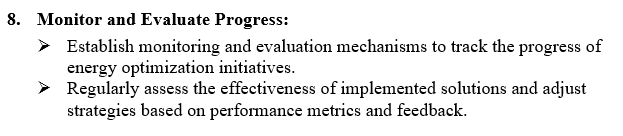 8. Monitor and Evaluate Progress:
➢ Establish monitoring and evaluation mechanisms to track the progress of
energy optimization initiatives.
➢ Regularly assess the effectiveness of implemented solutions and adjust
strategies based on performance metrics and feedback.